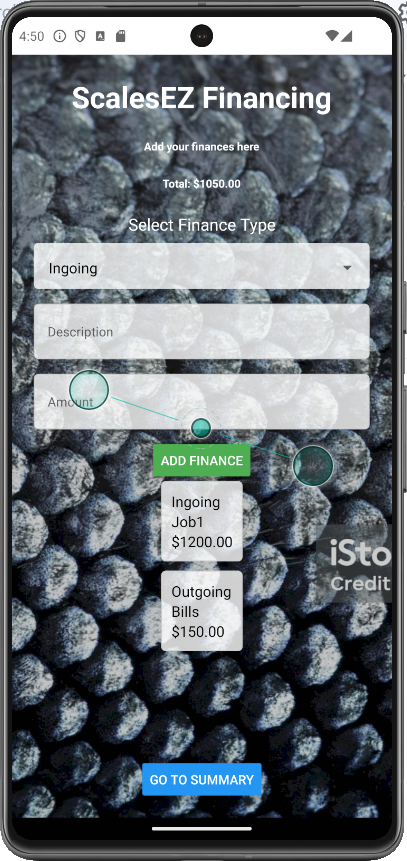 4:50
ScalesEZ Financing
Add your finances here
Total: $1050.00
Select Finance Type
Ingoing
Description
Amount
ADD FINANCE
Ingoing
Job1
$1200.00
iSto
Credit
Outgoing
Bills
$150.00
GO TO SUMMARY